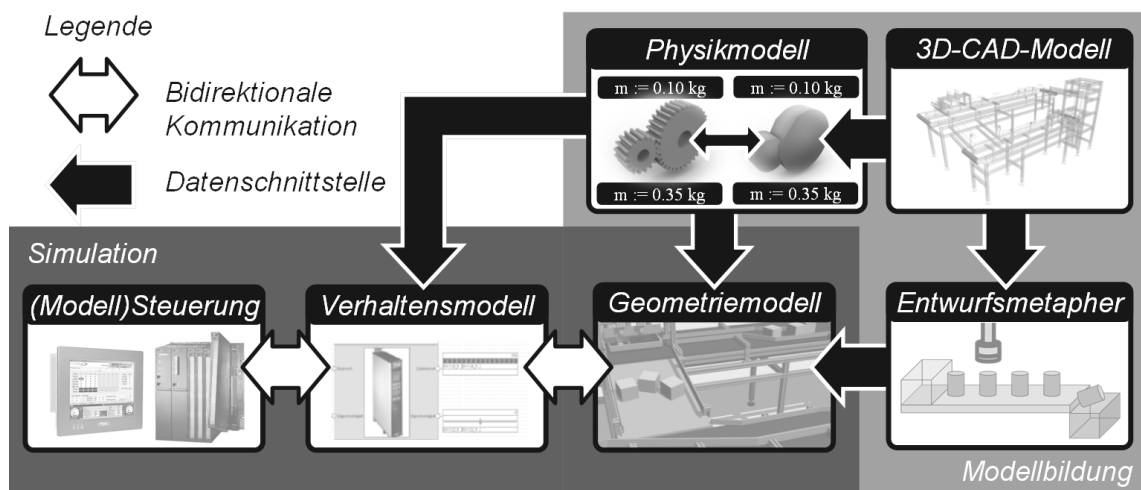 Legende
Bidirektionale
Kommunikation
Datenschnittstelle
Physikmodell
m := 0.10 kg
m := 0.10 kg
m := 0.35 kg
m := 0.35 kg
3D-CAD-Modell
Simulation
(Modell)Steuerung
Verhaltensmodell
Geometriemodell
Entwurfsmetapher
Modellbildung